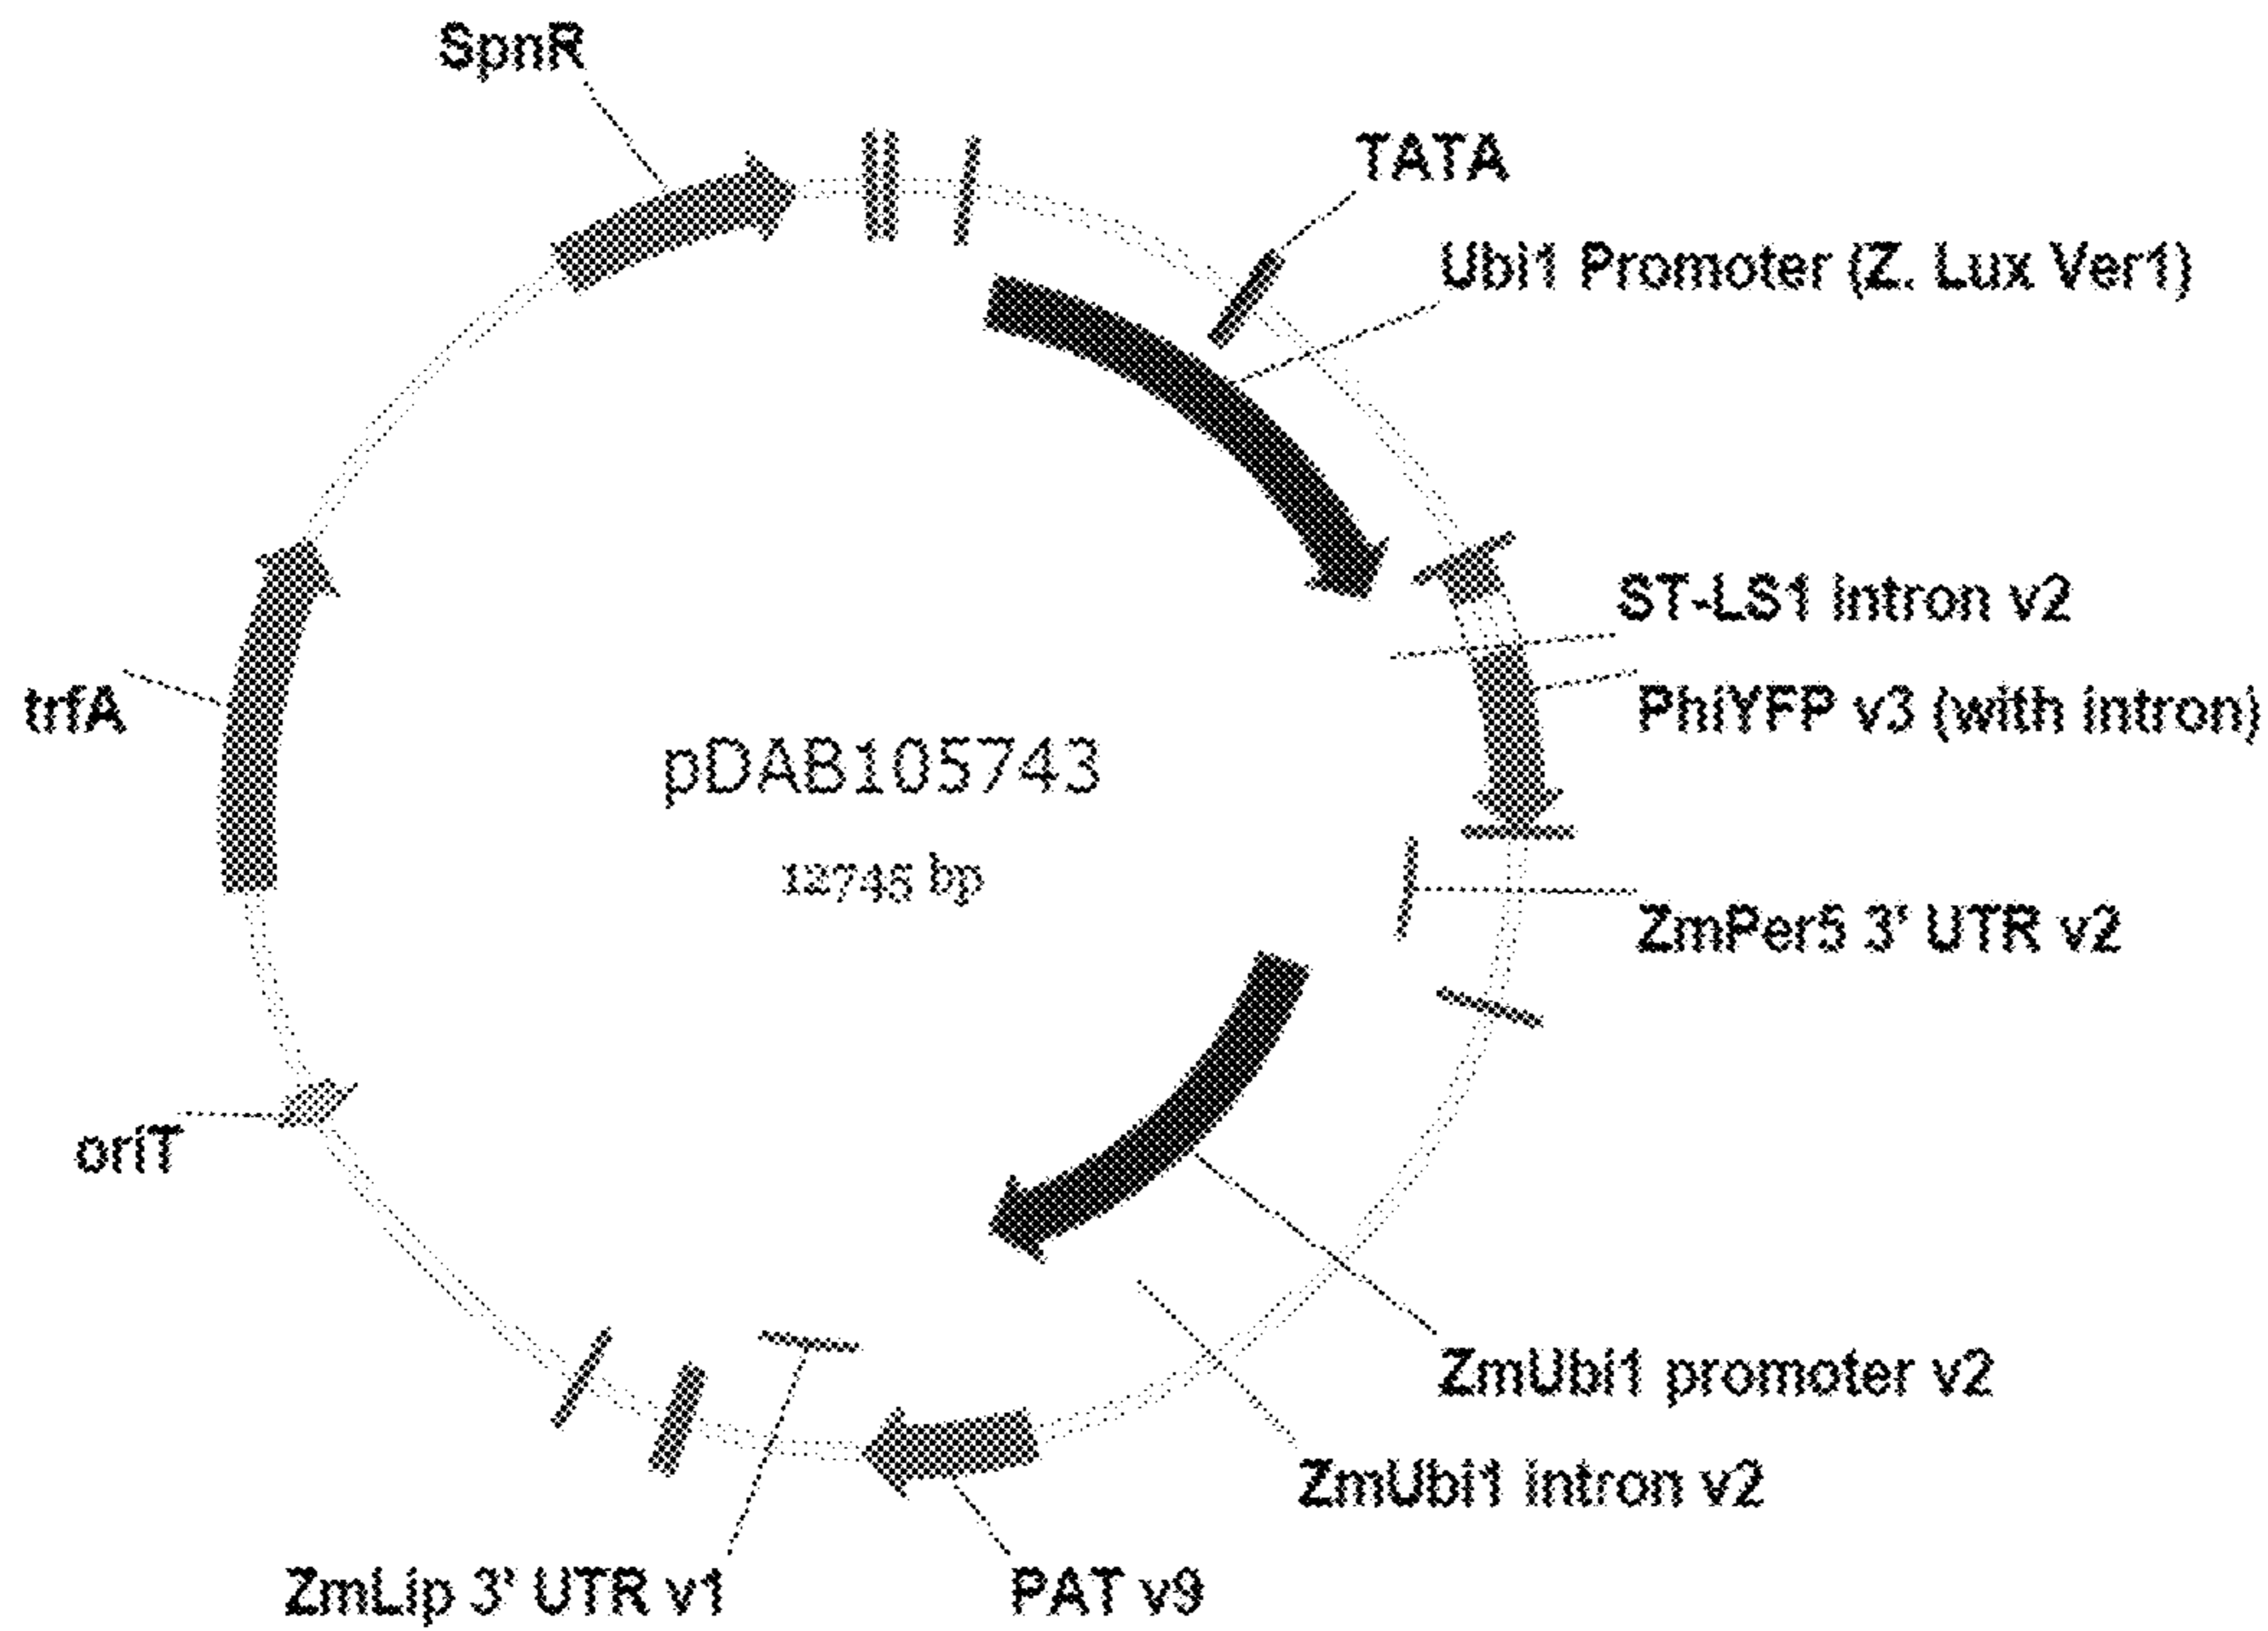 SpnR
TATA
Ubi1 Promoter (Z. Lux Ver1)
ST-LS1 intron v2
PhiYFP v3 (with intron)
trfA
pDAB105743
12746 bp
ZmPer5 3' UTR v2
oriT
ZmUbi1 promoter v2
ZmUbi1 intron v2
ZmLip 3' UTR v1
PAT v9